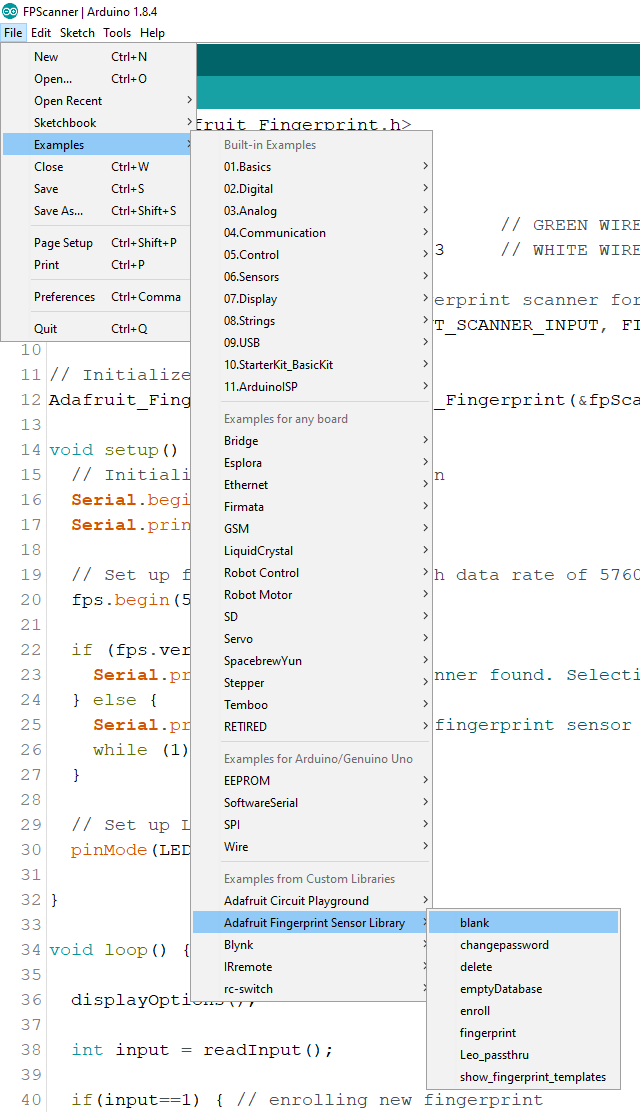 FPScanner | Arduino 1.8.4
File Edit Sketch Tools Help
New Ctrl+N
Open... Ctrl+O
Open Recent
Sketchbook
Examples
Close Ctrl+W
Save Ctrl+S
Save As... Ctrl+Shift+S
Page Setup Ctrl+Shift+P
Print Ctrl+P
Preferences Ctrl+Comma
Quit Ctrl+Q
Built-in Examples
01.Basics
02.Digital
03.Analog
04.Communication
05.Control
06.Sensors
07.Display
08.Strings
09.USB
10.StarterKit_BasicKit
11.ArduinoISP
Examples for any board
Bridge
Esplora
Ethernet
Firmata
GSM
LiquidCrystal
Robot Control
Robot Motor
SD
Servo
SpacebrewYun
Stepper
Temboo
RETIRED
Examples for Arduino/Genuino Uno
EEPROM
SoftwareSerial
SPI
Wire
Examples from Custom Libraries
Adafruit Circuit Playground
Adafruit Fingerprint Sensor Library
Blynk
IRremote
rc-switch
blank
changepassword
delete
emptyDatabase
enroll
fingerprint
Leo_passthru
show_fingerprint_templates
fruit_Fingerprint.h>
// GREEN WIRE
3 // WHITE WIRE
erprint scanner for
T_SCANNER_INPUT, FI
10
11 // Initialize
12 Adafruit_Fing _Fingerprint(&fpSca
13
14 void setup()
15 // Initiali n
16 Serial.begi
17 Serial.prin
18
19 // Set up f h data rate of 5760
20 fps.begin(5
21
22 if (fps.ver
23 Serial.pr nner found. Selecti
24 } else {
25 Serial.pr fingerprint sensor
26 while (1)
27 }
28
29 // Set up L
30 pinMode(LED
31
32 }
33
34 void loop() {
35
36 displayOptions();
37
38 int input = readInput();
39
40 if(input==1) { // enrolling new fingerprint